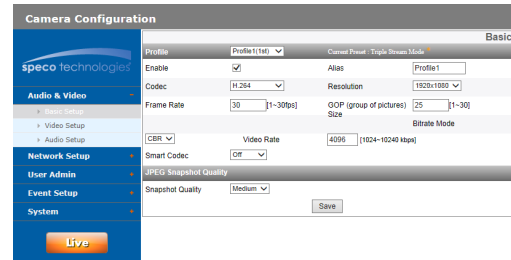 Camera Configuration
Basic
speco technologies
Profile Profile1(1st) Current Preset : Triple Stream Mode
Enable Alias Profile1
Codec H.264 Resolution 1920x1080
Audio & Video
Basic Setup
Video Setup
Audio Setup
Network Setup
User Admin
Event Setup
System
Live
Frame Rate 30 [1~30fps] GOP (group of pictures) Size 25 [1~30]
Bitrate Mode
CBR Video Rate 4096 [1024~10240 kbps]
Smart Codec Off
JPEG Snapshot Quality
Snapshot Quality Medium
Save